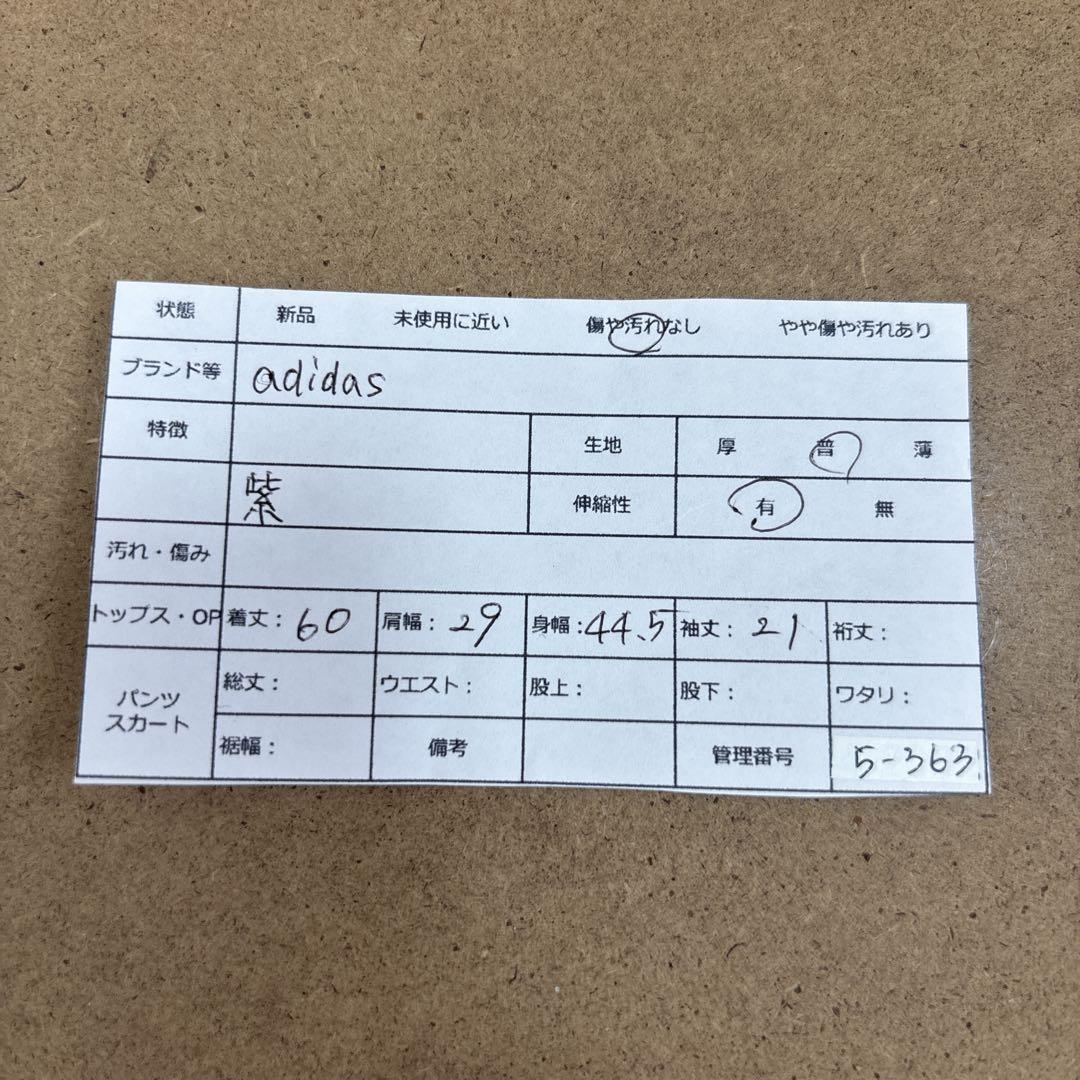 状態 新品 未使用に近い 傷や汚れなし やや傷や汚れあり
ブランド等 adidas
特徴 生地 厚 普 薄
紫 伸縮性 有 無
汚れ・傷み
トップス・OP 着丈： 60 肩幅： 29 身幅： 44.5 袖丈： 21 裄丈：
パンツ 総丈： ウエスト： 股上： 股下： ワタリ：
スカート 裾幅： 備考 管理番号 5-363